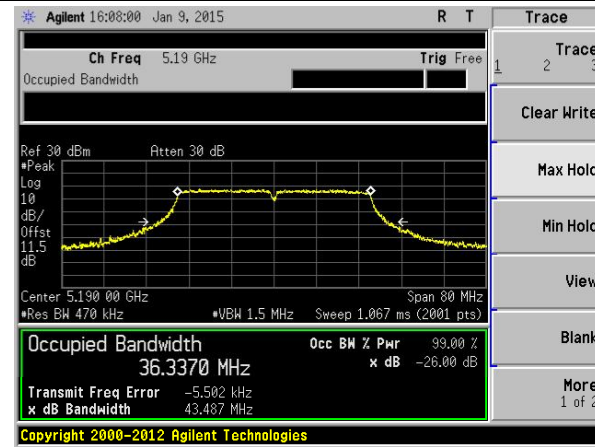 Agilent 16:08:00 Jan 9, 2015 R T Trace
Ch Freq 5.19 GHz Trig Free
Occupied Bandwidth
Trace
1 2 3
Clear Write
Ref 30 dBm Atten 30 dB
#Peak
Log
10
dB/
Offst
11.5
dB
Max Hold
Min Hold
View
Center 5.190 00 GHz Span 80 MHz
#Res BW 470 kHz #VBW 1.5 MHz Sweep 1.067 ms (2001 pts)
Occupied Bandwidth Occ BW % Pwr 99.00 %
36.3370 MHz x dB -26.00 dB
Transmit Freq Error -5.502 kHz
x dB Bandwidth 43.487 MHz
Blank
More
1 of 2
Copyright 2000-2012 Agilent Technologies